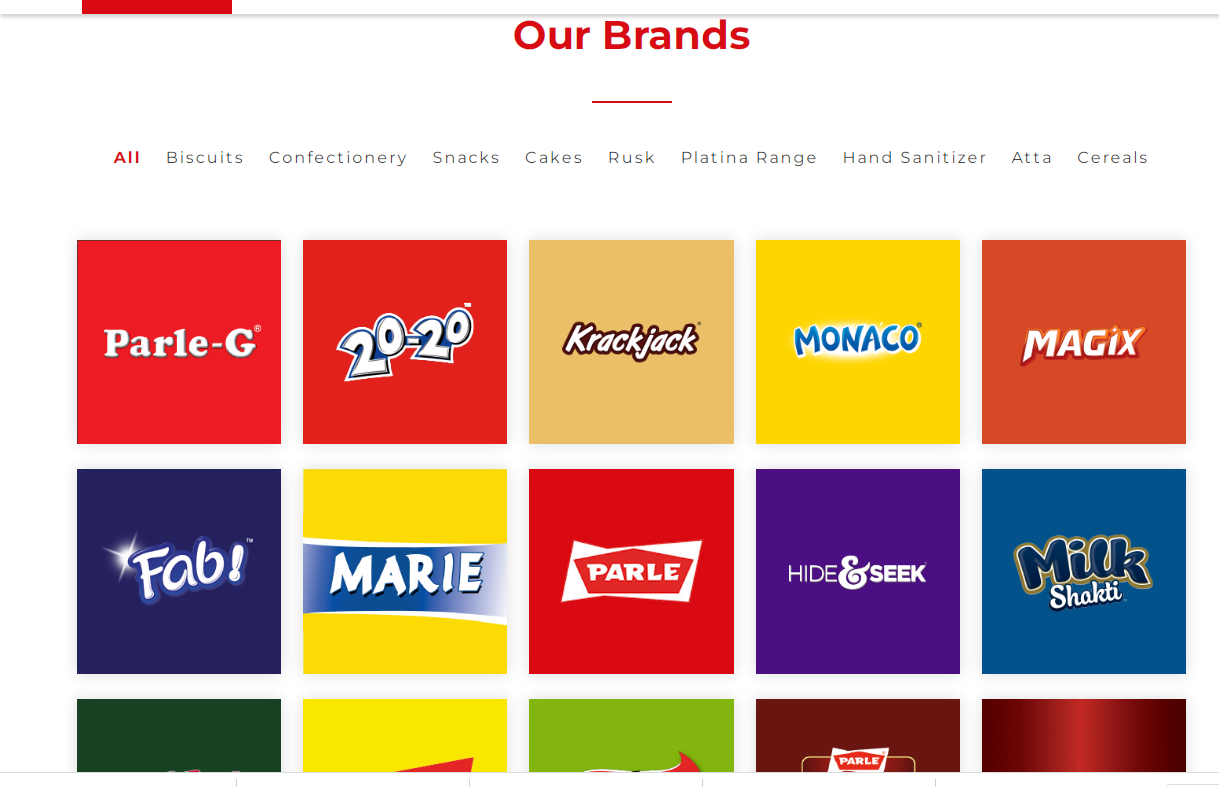 Our Brands
All Biscuits Confectionery Snacks Cakes Rusk Platina Range Hand Sanitizer Atta Cereals
Parle-G®
20-20™
Krackjack
MONACO®
MAGiX
Fab!™
MARIE
PARLE
HIDE&SEEK
Milk
Shakti
PARLE